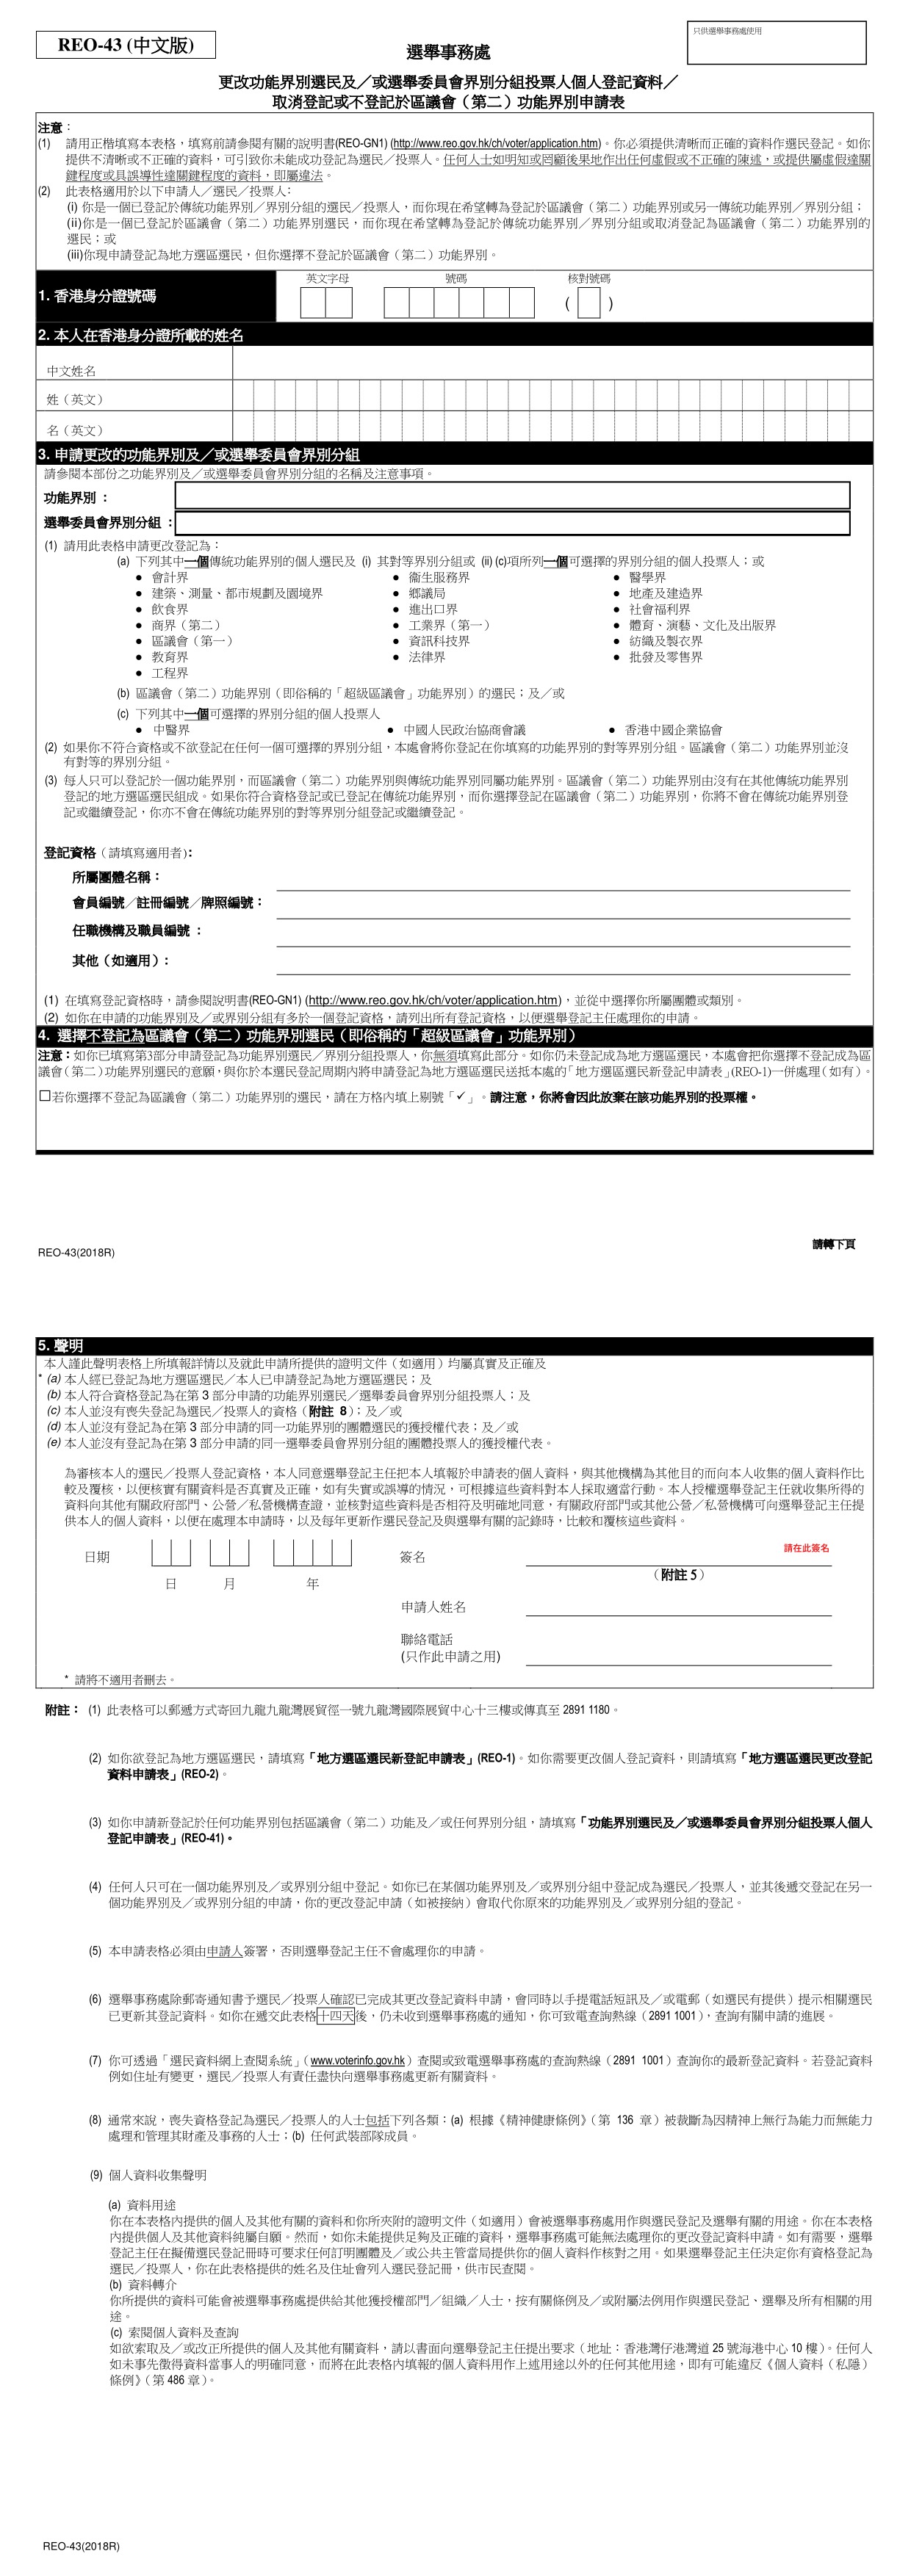 REO-43 (中文版)
只供選舉事務處使用
選舉事務處
更改功能界別選民及／或選舉委員會界別分組投票人個人登記資料／
取消登記或不登記於區議會（第二）功能界別申請表
注意：
(1) 請用正楷填寫本表格，填寫前請參閱有關的說明書(REO-GN1) (http://www.reo.gov.hk/ch/voter/application.htm)。你必須提供清晰而正確的資料作選民登記。如你
提供不清晰或不正確的資料，可引致你未能成功登記為選民／投票人。任何人士如明知或罔顧後果地作出任何虛假或不正確的陳述，或提供屬虛假達關
鍵程度或具誤導性達關鍵程度的資料，即屬違法。
(2) 此表格適用於以下申請人／選民／投票人：
(i) 你是一個已登記於傳統功能界別／界別分組的選民／投票人，而你現在希望轉為登記於區議會（第二）功能界別或另一傳統功能界別／界別分組；
(ii)你是一個已登記於區議會（第二）功能界別選民，而你現在希望轉為登記於傳統功能界別／界別分組或取消登記為區議會（第二）功能界別的
選民；或
(iii)你現申請登記為地方選區選民，但你選擇不登記於區議會（第二）功能界別。
英文字母 號碼 核對號碼
1. 香港身分證號碼 ( )
2. 本人在香港身分證所載的姓名
中文姓名
姓（英文）
名（英文）
3. 申請更改的功能界別及／或選舉委員會界別分組
請參閱本部份之功能界別及／或選舉委員會界別分組的名稱及注意事項。
功能界別 ：
選舉委員會界別分組 ：
(1) 請用此表格申請更改登記為：
(a) 下列其中一個傳統功能界別的個人選民及 (i) 其對等界別分組或 (ii) (c)項所列一個可選擇的界別分組的個人投票人；或
● 會計界 ● 衞生服務界 ● 醫學界
● 建築、測量、都市規劃及園境界 ● 鄉議局 ● 地產及建造界
● 飲食界 ● 進出口界 ● 社會福利界
● 商界（第二） ● 工業界（第一） ● 體育、演藝、文化及出版界
● 區議會（第一） ● 資訊科技界 ● 紡織及製衣界
● 教育界 ● 法律界 ● 批發及零售界
● 工程界
(b) 區議會（第二）功能界別（即俗稱的「超級區議會」功能界別）的選民；及／或
(c) 下列其中一個可選擇的界別分組的個人投票人
● 中醫界 ● 中國人民政治協商會議 ● 香港中國企業協會
(2) 如果你不符合資格或不欲登記在任何一個可選擇的界別分組，本處會將你登記在你填寫的功能界別的對等界別分組。區議會（第二）功能界別並沒
有對等的界別分組。
(3) 每人只可以登記於一個功能界別，而區議會（第二）功能界別與傳統功能界別同屬功能界別。區議會（第二）功能界別由沒有在其他傳統功能界別
登記的地方選區選民組成。如果你符合資格登記或已登記在傳統功能界別，而你選擇登記在區議會（第二）功能界別，你將不會在傳統功能界別登
記或繼續登記，你亦不會在傳統功能界別的對等界別分組登記或繼續登記。
登記資格（請填寫適用者）：
所屬團體名稱：
會員編號／註冊編號／牌照編號：
任職機構及職員編號 ：
其他（如適用）：
(1) 在填寫登記資格時，請參閱說明書(REO-GN1) (http://www.reo.gov.hk/ch/voter/application.htm)，並從中選擇你所屬團體或類別。
(2) 如你在申請的功能界別及／或界別分組有多於一個登記資格，請列出所有登記資格，以便選舉登記主任處理你的申請。
4. 選擇不登記為區議會（第二）功能界別選民（即俗稱的「超級區議會」功能界別）
注意：如你已填寫第3部分申請登記為功能界別選民／界別分組投票人，你無須填寫此部分。如你仍未登記成為地方選區選民，本處會把你選擇不登記成為區
議會（第二）功能界別選民的意願，與你於本選民登記周期內將申請登記為地方選區選民送抵本處的「地方選區選民新登記申請表」(REO-1)一併處理（如有）。
□若你選擇不登記為區議會（第二）功能界別的選民，請在方格內填上剔號「✓」。請注意，你將會因此放棄在該功能界別的投票權。
請轉下頁
REO-43(2018R)
5. 聲明
本人謹此聲明表格上所填報詳情以及就此申請所提供的證明文件（如適用）均屬真實及正確及
* (a) 本人經已登記為地方選區選民／本人已申請登記為地方選區選民；及
(b) 本人符合資格登記為在第 3 部分申請的功能界別選民／選舉委員會界別分組投票人；及
(c) 本人並沒有喪失登記為選民／投票人的資格（附註 8）；及／或
(d) 本人並沒有登記為在第 3 部分申請的同一功能界別的團體選民的獲授權代表；及／或
(e) 本人並沒有登記為在第 3 部分申請的同一選舉委員會界別分組的團體投票人的獲授權代表。
為審核本人的選民／投票人登記資格，本人同意選舉登記主任把本人填報於申請表的個人資料，與其他機構為其他目的而向本人收集的個人資料作比
較及覆核，以便核實有關資料是否真實及正確，如有失實或誤導的情況，可根據這些資料對本人採取適當行動。本人授權選舉登記主任就收集所得的
資料向其他有關政府部門、公營／私營機構查證，並核對這些資料是否相符及明確地同意，有關政府部門或其他公營／私營機構可向選舉登記主任提
供本人的個人資料，以便在處理本申請時，以及每年更新作選民登記及與選舉有關的記錄時，比較和覆核這些資料。
日期 簽名 請在此簽名
（附註 5）
日 月 年
申請人姓名
聯絡電話
(只作此申請之用)
* 請將不適用者刪去。
附註： (1) 此表格可以郵遞方式寄回九龍九龍灣展貿徑一號九龍灣國際展貿中心十三樓或傳真至 2891 1180。
(2) 如你欲登記為地方選區選民，請填寫「地方選區選民新登記申請表」(REO-1)。如你需要更改個人登記資料，則請填寫「地方選區選民更改登記
資料申請表」(REO-2)。
(3) 如你申請新登記於任何功能界別包括區議會（第二）功能及／或任何界別分組，請填寫「功能界別選民及／或選舉委員會界別分組投票人個人
登記申請表」(REO-41)。
(4) 任何人只可在一個功能界別及／或界別分組中登記。如你已在某個功能界別及／或界別分組中登記成為選民／投票人，並其後遞交登記在另一
個功能界別及／或界別分組的申請，你的更改登記申請（如被接納）會取代你原來的功能界別及／或界別分組的登記。
(5) 本申請表格必須由申請人簽署，否則選舉登記主任不會處理你的申請。
(6) 選舉事務處除郵寄通知書予選民／投票人確認已完成其更改登記資料申請，會同時以手提電話短訊及／或電郵（如選民有提供）提示相關選民
已更新其登記資料。如你在遞交此表格十四天後，仍未收到選舉事務處的通知，你可致電查詢熱線（2891 1001），查詢有關申請的進展。
(7) 你可透過「選民資料網上查閱系統」（www.voterinfo.gov.hk）查閱或致電選舉事務處的查詢熱線（2891 1001）查詢你的最新登記資料。若登記資料
例如住址有變更，選民／投票人有責任盡快向選舉事務處更新有關資料。
(8) 通常來說，喪失資格登記為選民／投票人的人士包括下列各類：(a) 根據《精神健康條例》（第 136 章）被裁斷為因精神上無行為能力而無能力
處理和管理其財產及事務的人士；(b) 任何武裝部隊成員。
(9) 個人資料收集聲明
(a) 資料用途
你在本表格內提供的個人及其他有關的資料和你所夾附的證明文件（如適用）會被選舉事務處用作與選民登記及選舉有關的用途。你在本表格
內提供個人及其他資料純屬自願。然而，如你未能提供足夠及正確的資料，選舉事務處可能無法處理你的更改登記資料申請。如有需要，選舉
登記主任在擬備選民登記冊時可要求任何訂明團體及／或公共主管當局提供你的個人資料作核對之用。如果選舉登記主任決定你有資格登記為
選民／投票人，你在此表格提供的姓名及住址會列入選民登記冊，供市民查閱。
(b) 資料轉介
你所提供的資料可能會被選舉事務處提供給其他獲授權部門／組織／人士，按有關條例及／或附屬法例用作與選民登記、選舉及所有相關的用
途。
(c) 索閱個人資料及查詢
如欲索取及／或改正所提供的個人及其他有關資料，請以書面向選舉登記主任提出要求（地址：香港灣仔港灣道 25 號海港中心 10 樓）。任何人
如未事先徵得資料當事人的明確同意，而將在此表格內填報的個人資料用作上述用途以外的任何其他用途，即有可能違反《個人資料（私隱）
條例》（第 486 章）。
REO-43(2018R)